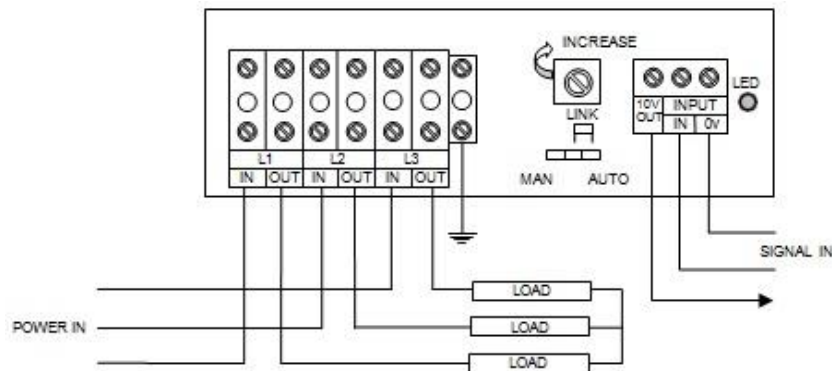 INCREASE
LINK
MAN AUTO
10V OUT
INPUT
IN 0v
LED
L1 L2 L3
IN OUT IN OUT IN OUT
SIGNAL IN
POWER IN
LOAD
LOAD
LOAD